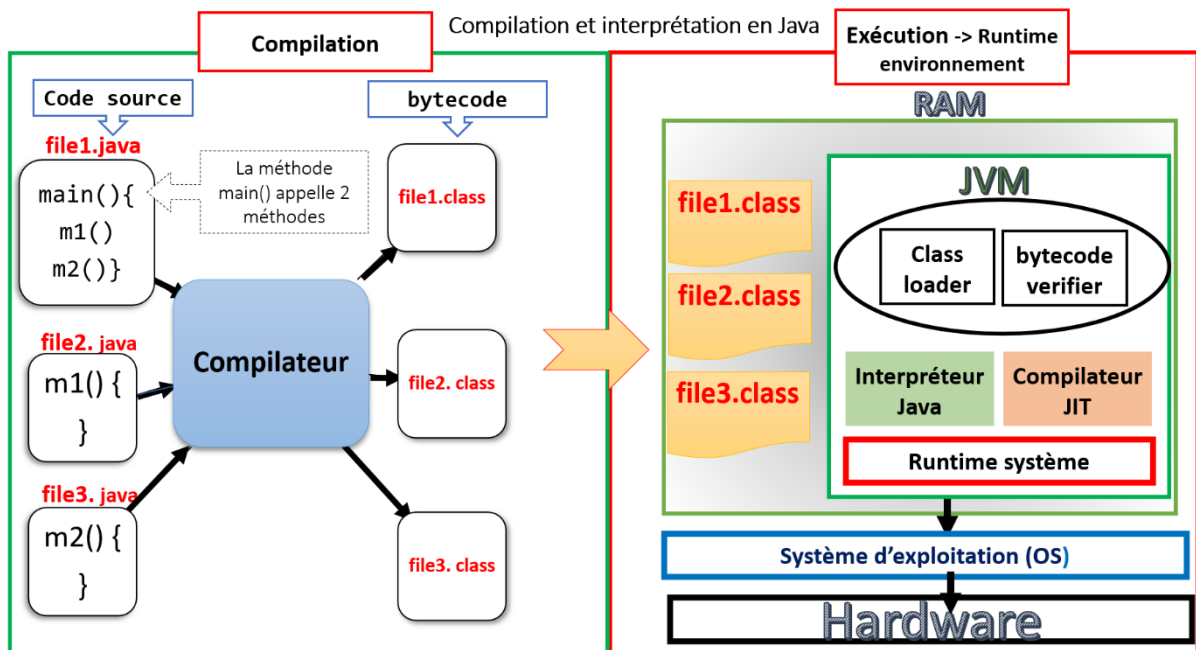 Compilation et interprétation en Java
Compilation
Code source
bytecode
file1.java
main(){
m1()
m2()}
La méthode
main() appelle 2
méthodes
file1.class
file2. java
m1() {
}
Compilateur
file2. class
file3. java
m2() {
}
file3. class
Exécution -> Runtime
environnement
RAM
file1.class
file2.class
file3.class
JVM
Class
loader
bytecode
verifier
Interpréteur
Java
Compilateur
JIT
Runtime système
Système d’exploitation (OS)
Hardware